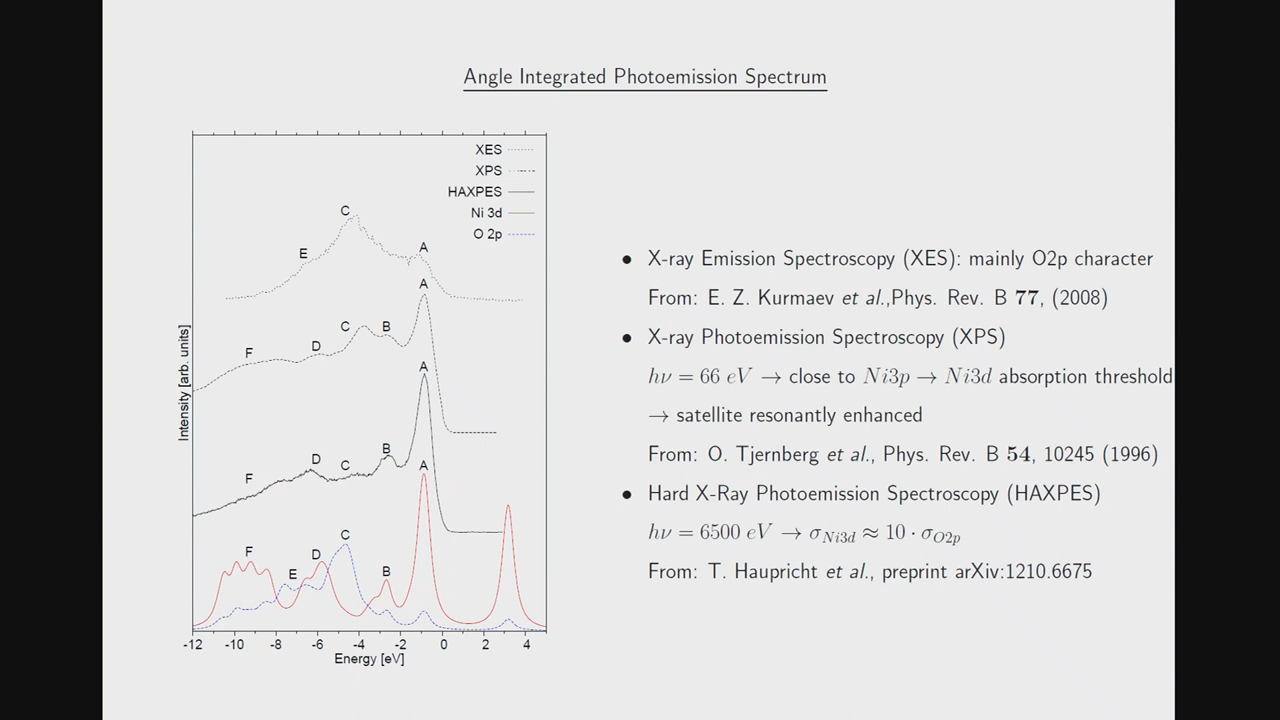 Angle Integrated Photoemission Spectrum
XES
XPS
HAXPES
Ni 3d
O 2p
C
E
A
A
F
D
C
B
A
F
D
C
B
A
F
E
D
C
B
Intensity [arb. units]
-12 -10 -8 -6 -4 -2 0 2 4
Energy [eV]
• X-ray Emission Spectroscopy (XES): mainly O2p character
From: E. Z. Kurmaev et al.,Phys. Rev. B 77, (2008)
• X-ray Photoemission Spectroscopy (XPS)
hν = 66 eV → close to Ni3p → Ni3d absorption threshold
→ satellite resonantly enhanced
From: O. Tjernberg et al., Phys. Rev. B 54, 10245 (1996)
• Hard X-Ray Photoemission Spectroscopy (HAXPES)
hν = 6500 eV → σNi3d ≈ 10 · σO2p
From: T. Haupricht et al., preprint arXiv:1210.6675